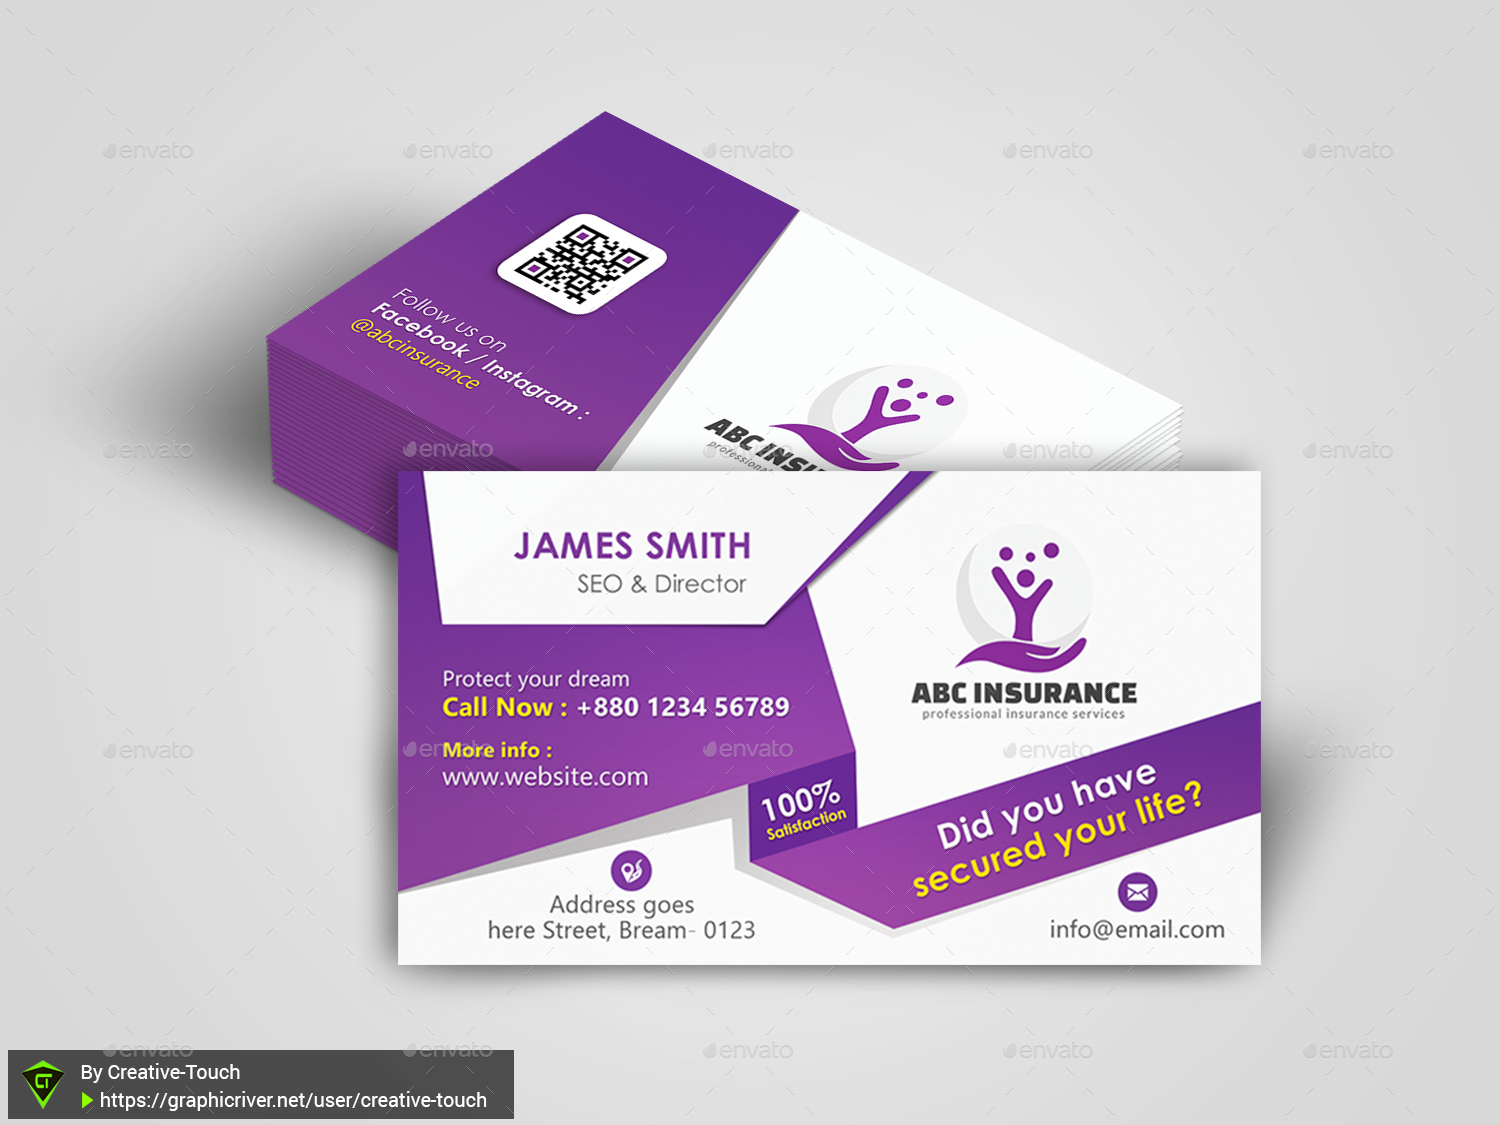 Follow us on
Facebook / Instagram :
@abcinsurance
ABC INSU
professional
JAMES SMITH
SEO & Director
Protect your dream
Call Now : +880 1234 56789
More info :
www.website.com
100%
Satisfaction
ABC INSURANCE
professional insurance services
Did you have
secured your life?
Address goes
here Street, Bream- 0123
info@email.com
envato envato envato envato envato
envato envato envato envato
envato envato envato envato envato
envato envato envato envato envato
CT
By Creative-Touch
https://graphicriver.net/user/creative-touch